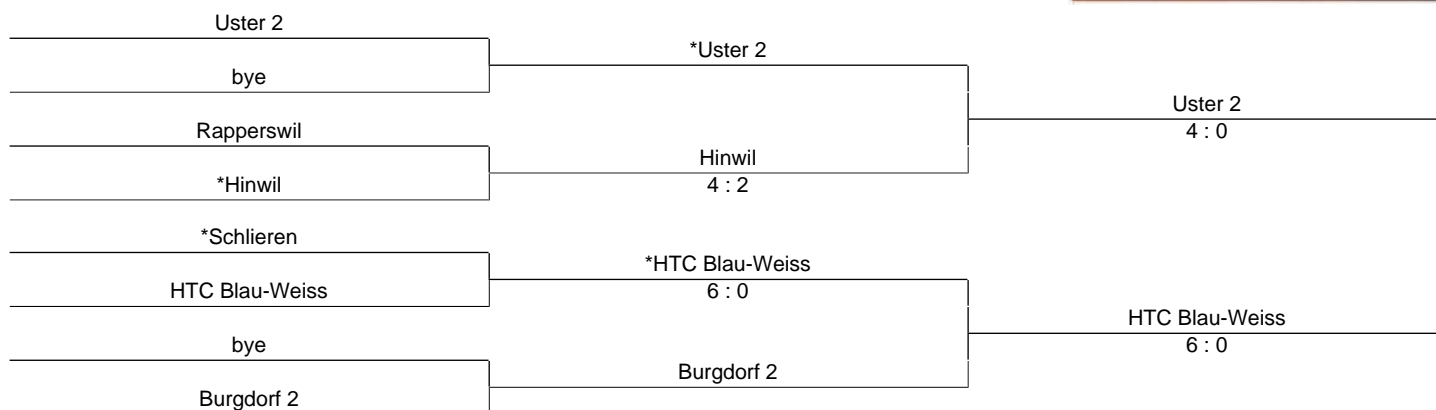 Uster 2
*Uster 2
bye
Uster 2
4 : 0
Rapperswil
Hinwil
4 : 2
*Hinwil
*Schlieren
*HTC Blau-Weiss
6 : 0
HTC Blau-Weiss
HTC Blau-Weiss
6 : 0
bye
Burgdorf 2
Burgdorf 2